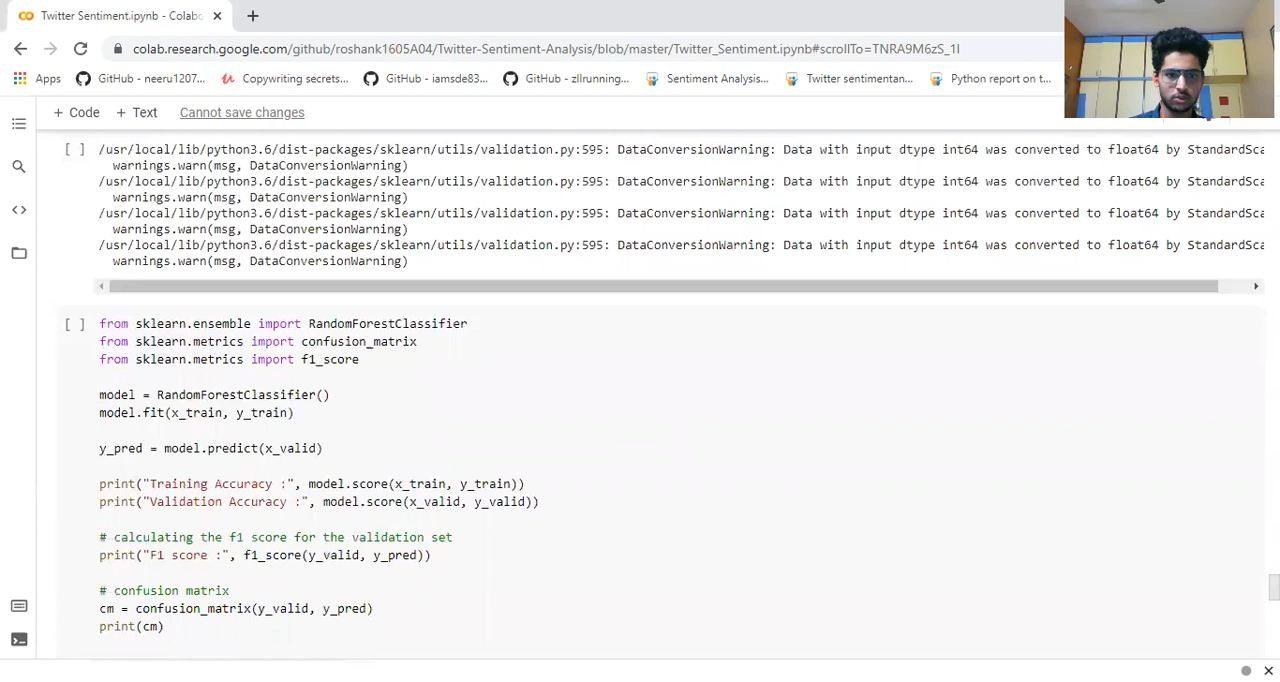 Twitter Sentiment.ipynb - Colabo
colab.research.google.com/github/roshank1605A04/Twitter-Sentiment-Analysis/blob/master/Twitter_Sentiment.ipynb#scrollTo=TNRA9M6zS_1I
Apps GitHub - neeru1207... Copywriting secrets... GitHub - iamsde83... GitHub - zllrunning... Sentiment Analysis... Twitter sentimentan... Python report on t...
+ Code + Text Cannot save changes
[ ] /usr/local/lib/python3.6/dist-packages/sklearn/utils/validation.py:595: DataConversionWarning: Data with input dtype int64 was converted to float64 by StandardSca
warnings.warn(msg, DataConversionWarning)
/usr/local/lib/python3.6/dist-packages/sklearn/utils/validation.py:595: DataConversionWarning: Data with input dtype int64 was converted to float64 by StandardSca
warnings.warn(msg, DataConversionWarning)
/usr/local/lib/python3.6/dist-packages/sklearn/utils/validation.py:595: DataConversionWarning: Data with input dtype int64 was converted to float64 by StandardSca
warnings.warn(msg, DataConversionWarning)
/usr/local/lib/python3.6/dist-packages/sklearn/utils/validation.py:595: DataConversionWarning: Data with input dtype int64 was converted to float64 by StandardSca
warnings.warn(msg, DataConversionWarning)
[ ] from sklearn.ensemble import RandomForestClassifier
from sklearn.metrics import confusion_matrix
from sklearn.metrics import f1_score
model = RandomForestClassifier()
model.fit(x_train, y_train)
y_pred = model.predict(x_valid)
print("Training Accuracy :", model.score(x_train, y_train))
print("Validation Accuracy :", model.score(x_valid, y_valid))
# calculating the f1 score for the validation set
print("F1 score :", f1_score(y_valid, y_pred))
# confusion matrix
cm = confusion_matrix(y_valid, y_pred)
print(cm)